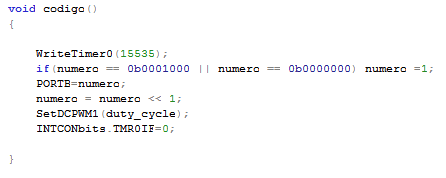 void codigo()
{
WriteTimer0(15535);
if(numero == 0b0001000 || numero == 0b0000000) numero =1;
PORTB=numero;
numero = numero << 1;
SetDCPWM1(duty_cycle);
INTCONbits.TMR0IF=0;
}